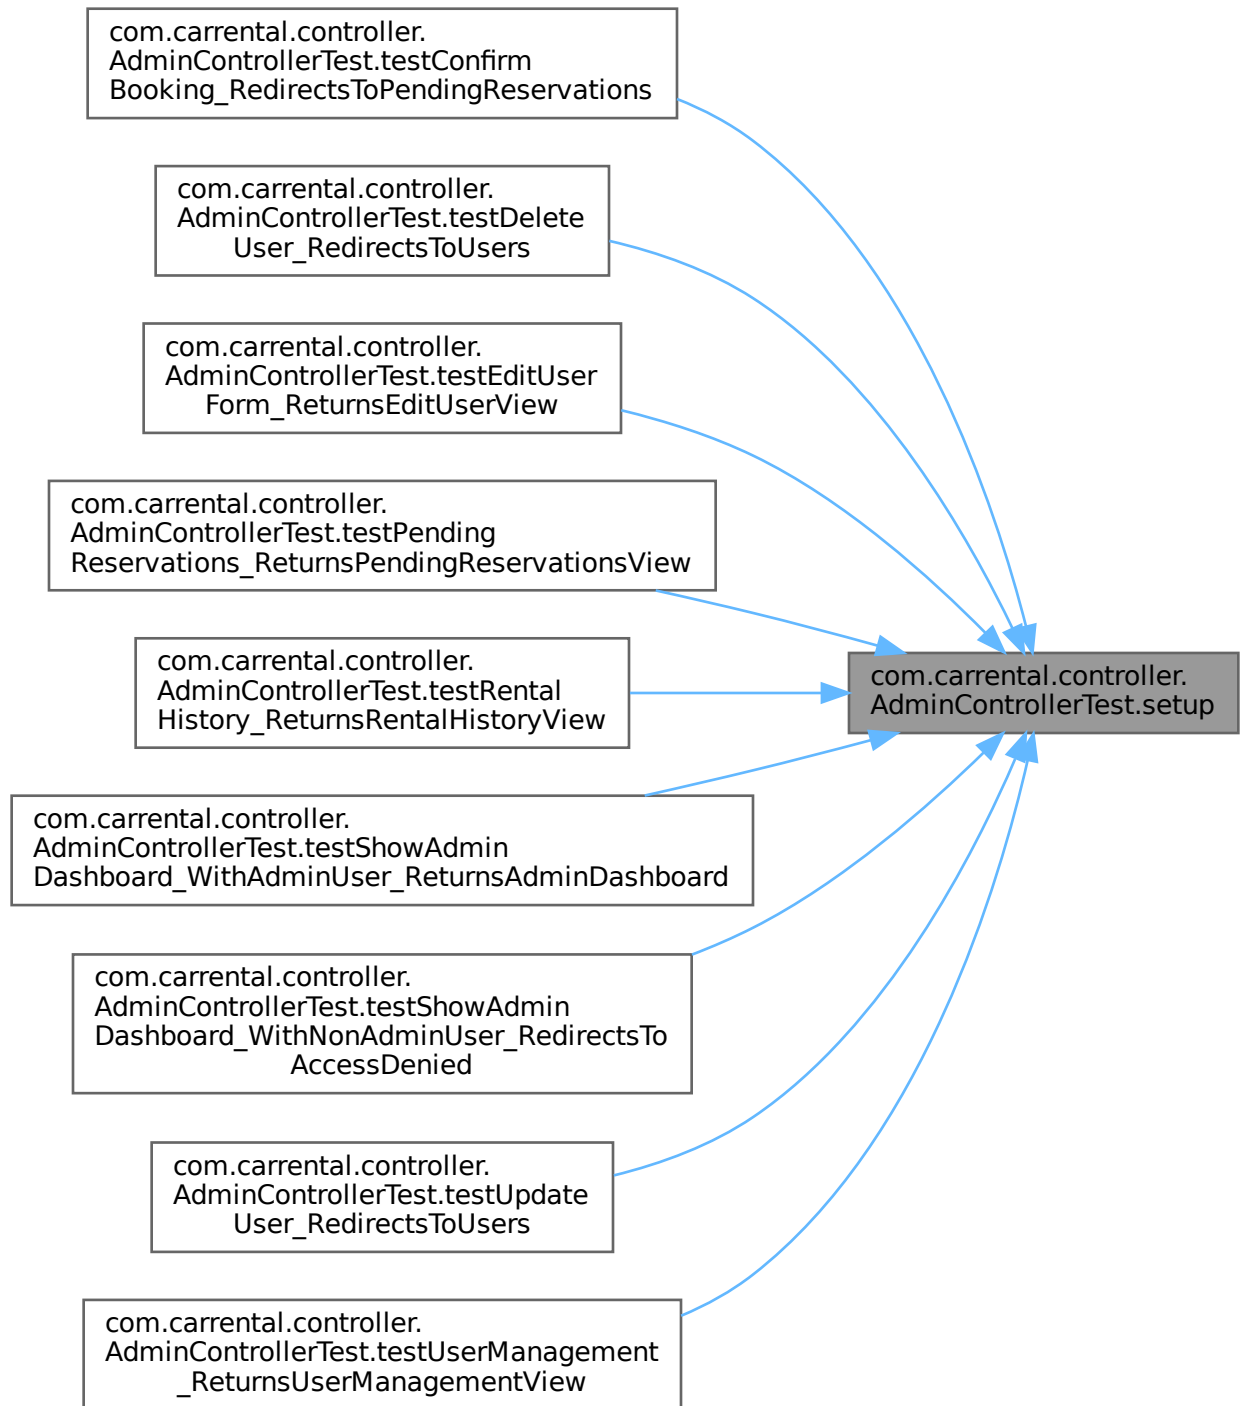 com.carrental.controller.
AdminControllerTest.testConfirm
Booking_RedirectsToPendingReservations
com.carrental.controller.
AdminControllerTest.testDelete
User_RedirectsToUsers
com.carrental.controller.
AdminControllerTest.testEditUser
Form_ReturnsEditUserView
com.carrental.controller.
AdminControllerTest.testPending
Reservations_ReturnsPendingReservationsView
com.carrental.controller.
AdminControllerTest.testRental
History_ReturnsRentalHistoryView
com.carrental.controller.
AdminControllerTest.setup
com.carrental.controller.
AdminControllerTest.testShowAdmin
Dashboard_WithAdminUser_ReturnsAdminDashboard
com.carrental.controller.
AdminControllerTest.testShowAdmin
Dashboard_WithNonAdminUser_RedirectsTo
AccessDenied
com.carrental.controller.
AdminControllerTest.testUpdate
User_RedirectsToUsers
com.carrental.controller.
AdminControllerTest.testUserManagement
_ReturnsUserManagementView